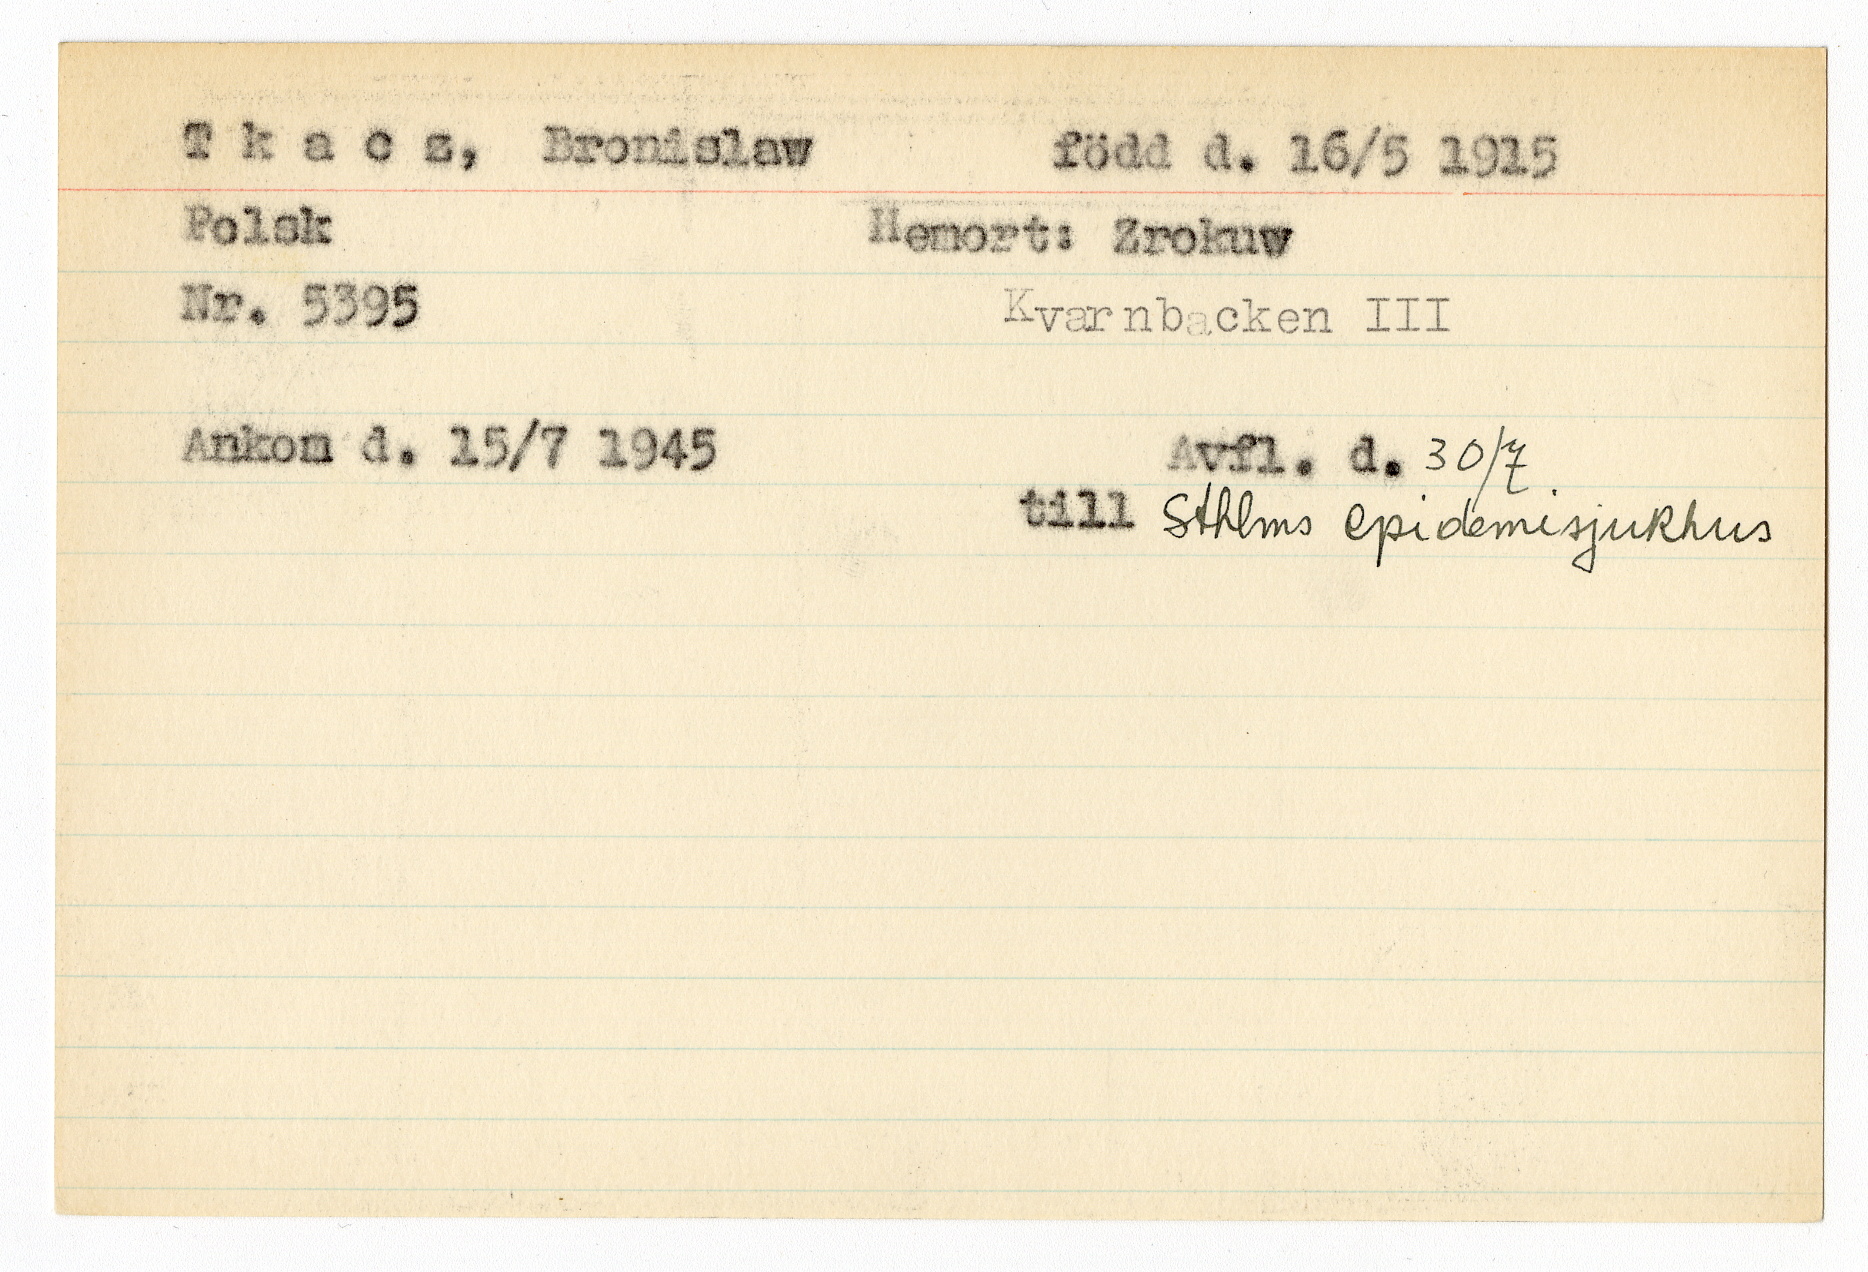 T k a c z, Bronislaw född d. 16/5 1915
Polsk Hemort: Zrokuw
Nr. 5395 Kvarnbacken III
Ankom d. 15/7 1945 Avfl. d. 30/7
till Sthlms epidemisjukhus